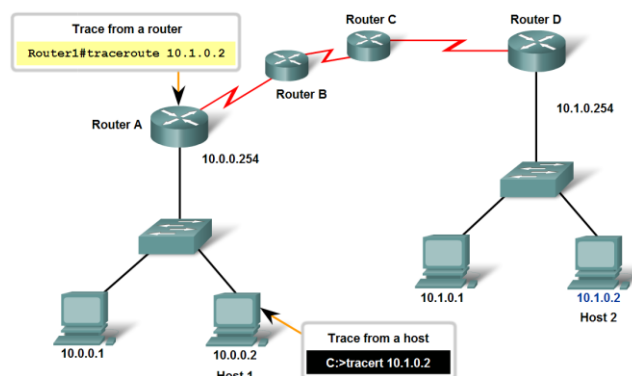 Trace from a router
Router1#traceroute 10.1.0.2
Router C
Router D
Router B
Router A
10.0.0.254
10.1.0.254
10.0.0.1
10.0.0.2
Host 1
10.1.0.1
10.1.0.2
Host 2
Trace from a host
C:>tracert 10.1.0.2